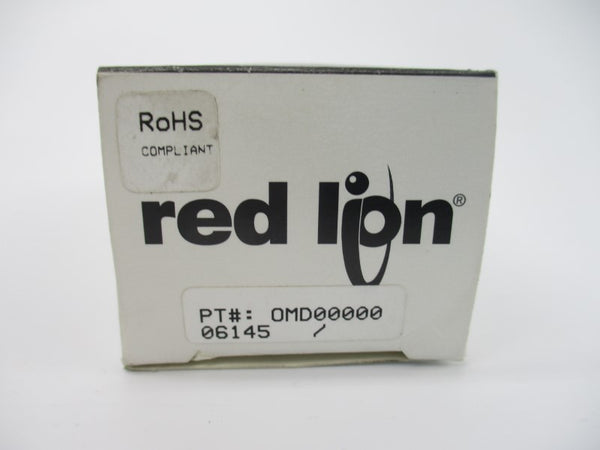 RoHS
COMPLIANT
red lion®
PT#: OMD00000
06145 /